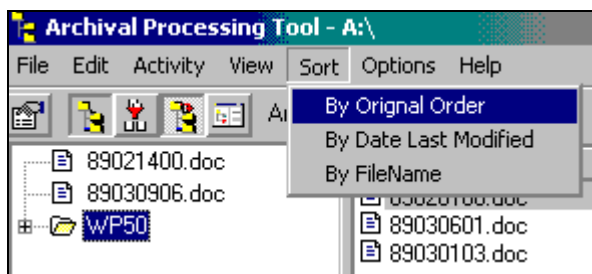 Archival Processing Tool - A:\
File Edit Activity View Sort Options Help
By Orignal Order
By Date Last Modified
By FileName
89021400.doc
89030906.doc
WP50
89030601.doc
89030103.doc